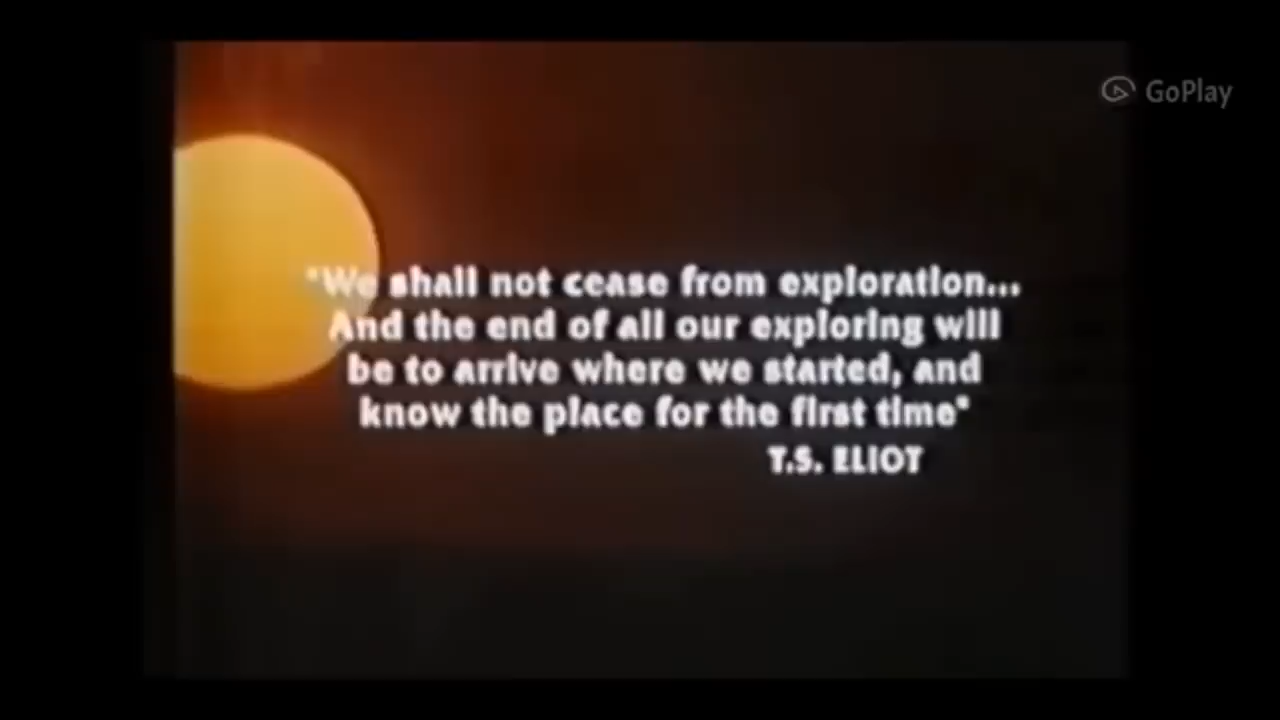 GoPlay
"We shall not cease from exploration...
And the end of all our exploring will
be to arrive where we started, and
know the place for the first time"
T.S. ELIOT